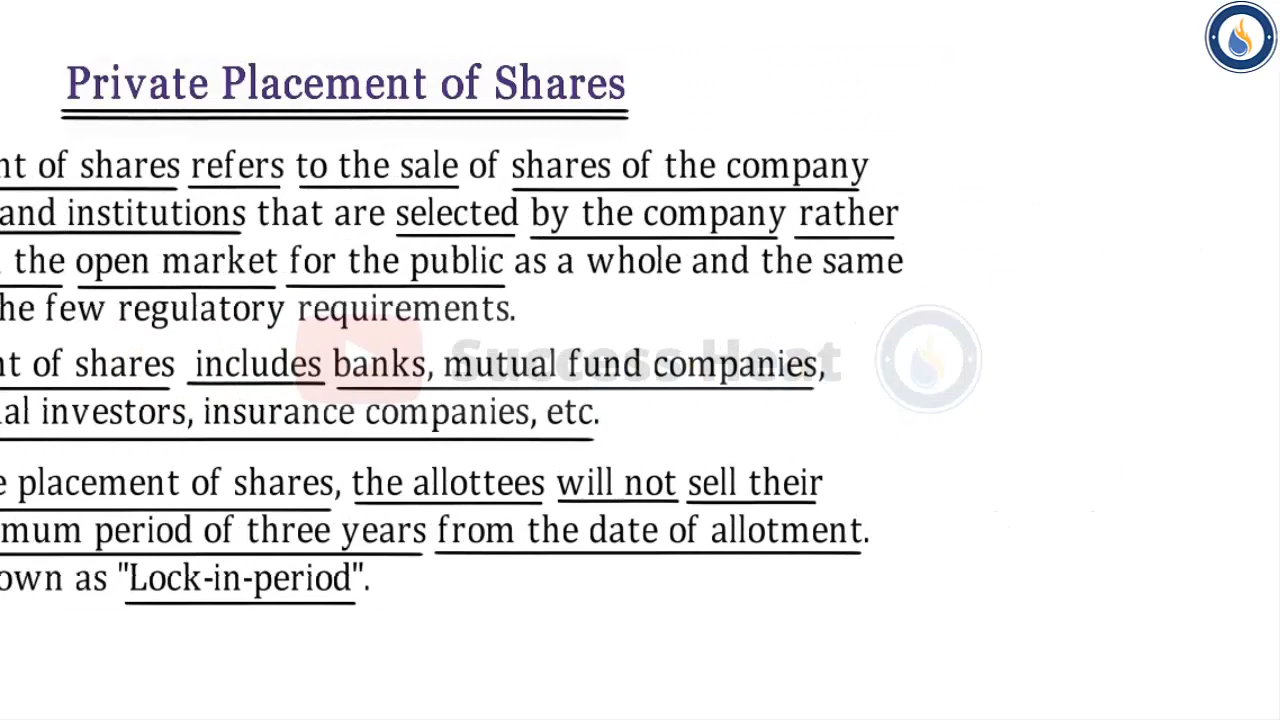 Private Placement of Shares
nt of shares refers to the sale of shares of the company
and institutions that are selected by the company rather
the open market for the public as a whole and the same
he few regulatory requirements.
nt of shares includes banks, mutual fund companies,
al investors, insurance companies, etc.
e placement of shares, the allottees will not sell their
mum period of three years from the date of allotment.
own as "Lock-in-period".
Success Heat